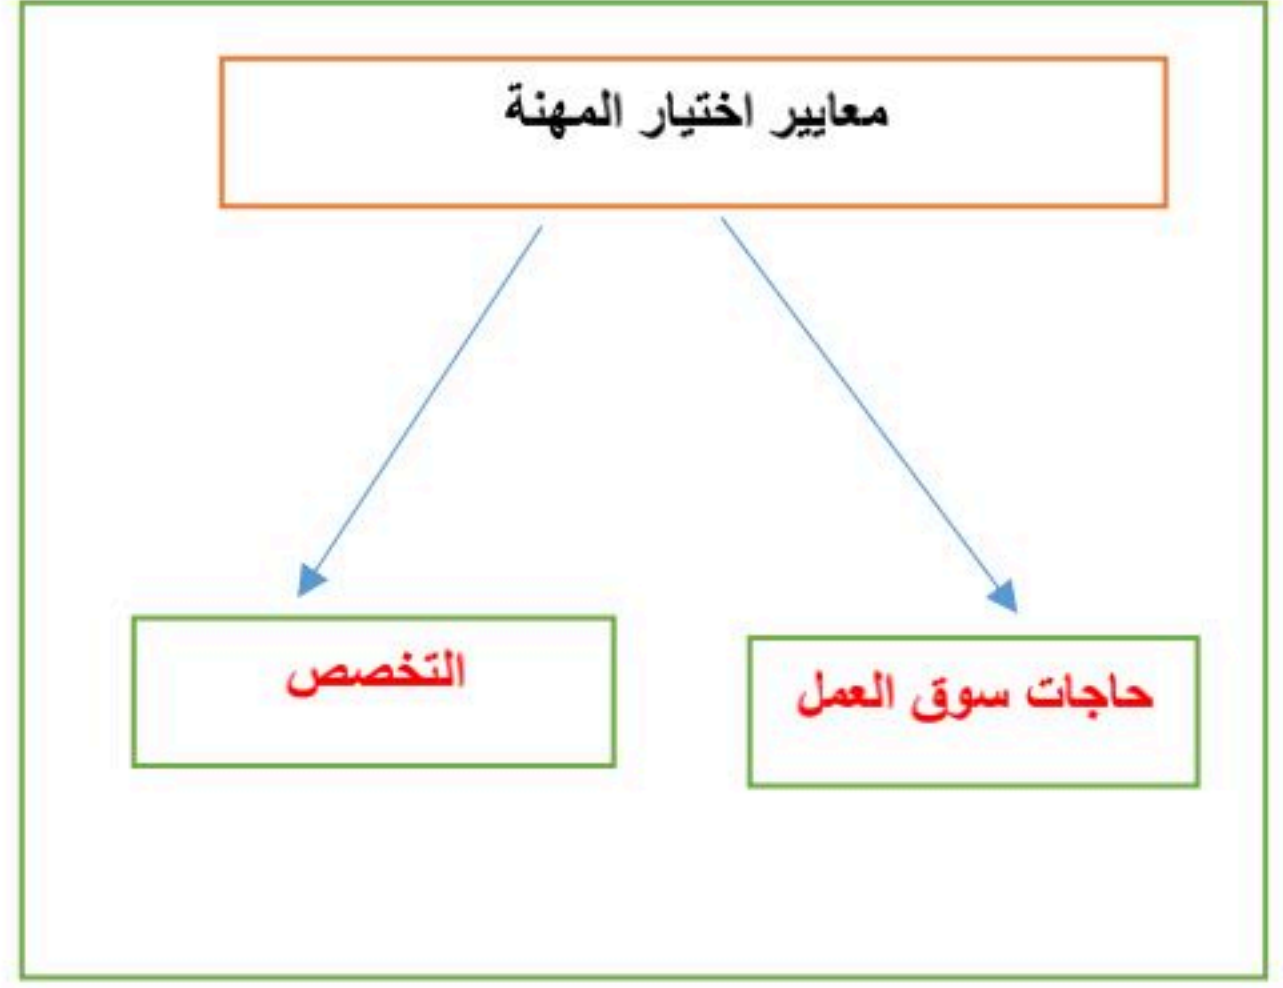 معايير اختيار المهنة
حاجات سوق العمل
التخصص